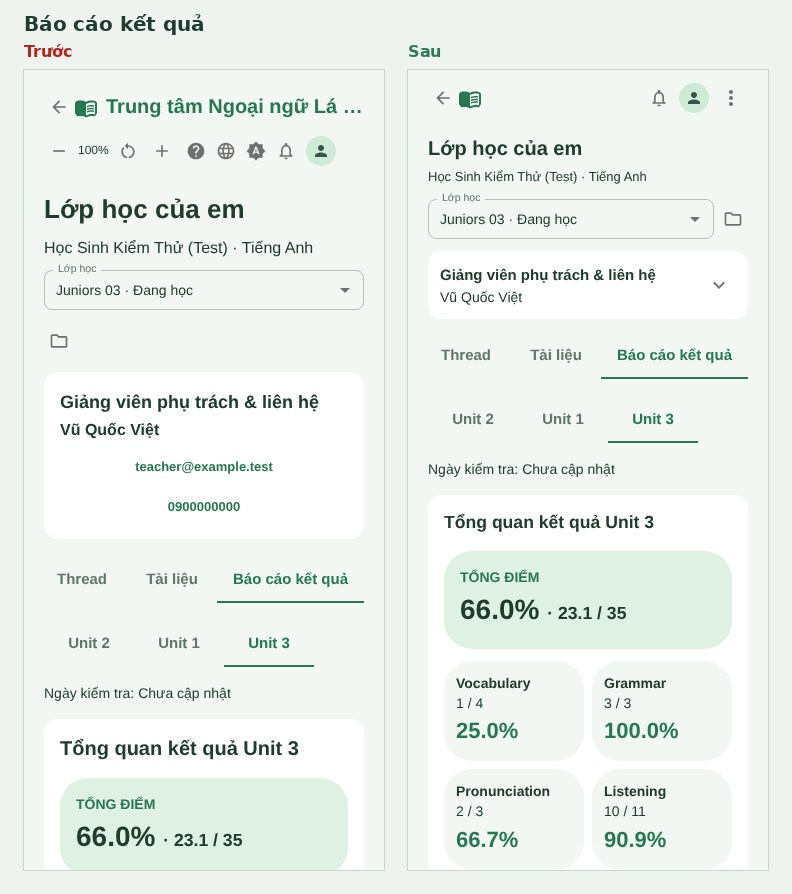 Báo cáo kết quả
Trước
Trung tâm Ngoại ngữ Lá ...
100%
A
Lớp học của em
Học Sinh Kiểm Thử (Test) · Tiếng Anh
Lớp học
Juniors 03 · Đang học
Giảng viên phụ trách & liên hệ
Vũ Quốc Việt
teacher@example.test
0900000000
Thread Tài liệu Báo cáo kết quả
Unit 2 Unit 1 Unit 3
Ngày kiểm tra: Chưa cập nhật
Tổng quan kết quả Unit 3
TỔNG ĐIỂM
66.0% · 23.1 / 35
Sau
Lớp học của em
Học Sinh Kiểm Thử (Test) · Tiếng Anh
Lớp học
Juniors 03 · Đang học
Giảng viên phụ trách & liên hệ
Vũ Quốc Việt
Thread Tài liệu Báo cáo kết quả
Unit 2 Unit 1 Unit 3
Ngày kiểm tra: Chưa cập nhật
Tổng quan kết quả Unit 3
TỔNG ĐIỂM
66.0% · 23.1 / 35
Vocabulary
1 / 4
25.0%
Grammar
3 / 3
100.0%
Pronunciation
2 / 3
66.7%
Listening
10 / 11
90.9%